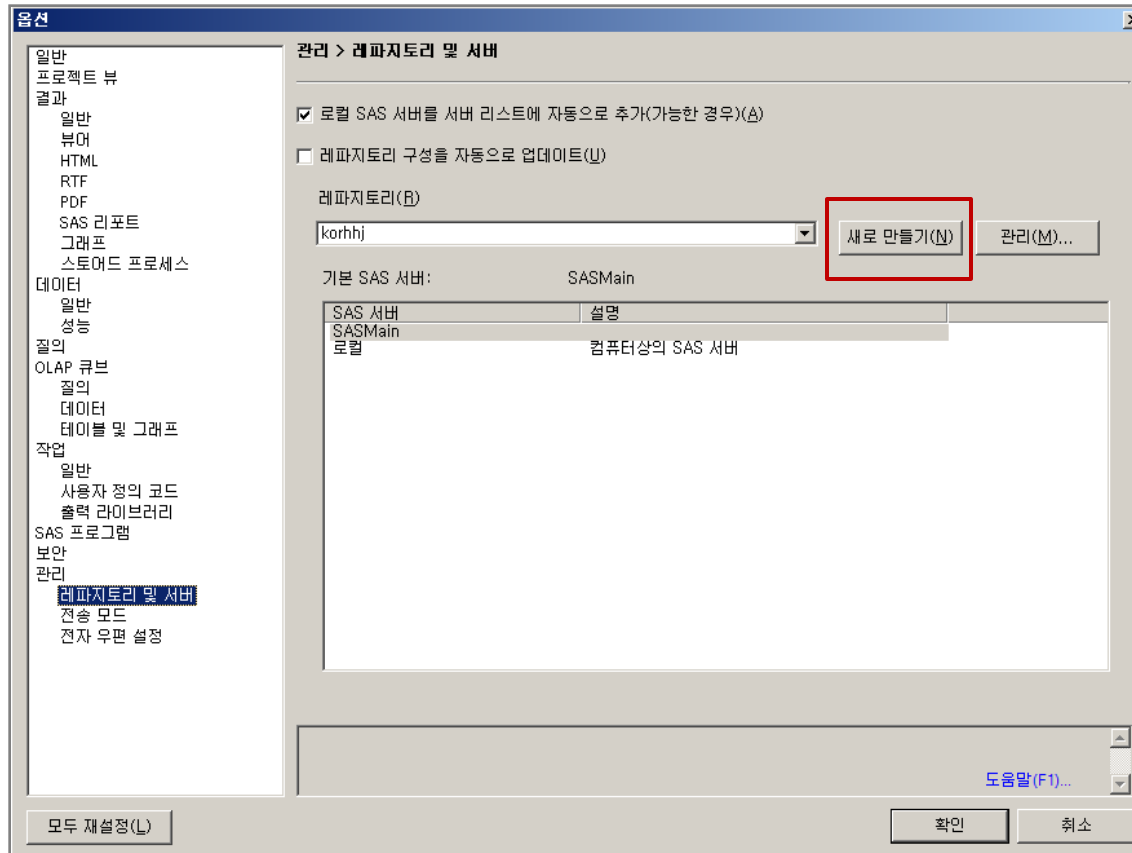 옵션
일반
프로젝트 뷰
결과
일반
뷰어
HTML
RTF
PDF
SAS 리포트
그래프
스토어드 프로세스
데이터
일반
성능
질의
OLAP 큐브
질의
데이터
테이블 및 그래프
작업
일반
사용자 정의 코드
출력 라이브러리
SAS 프로그램
보안
관리
레파지토리 및 서버
전송 모드
전자 우편 설정
관리 > 레파지토리 및 서버
로컬 SAS 서버를 서버 리스트에 자동으로 추가(가능한 경우)(A)
레파지토리 구성을 자동으로 업데이트(U)
레파지토리(R)
korhhj
새로 만들기(N)
관리(M)...
기본 SAS 서버: SASMain
SAS 서버 설명
SASMain
로컬 컴퓨터상의 SAS 서버
도움말(F1)...
모두 재설정(L)
확인
취소